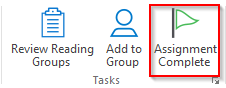 Review Reading Groups
Add to Group
Assignment Complete
Tasks